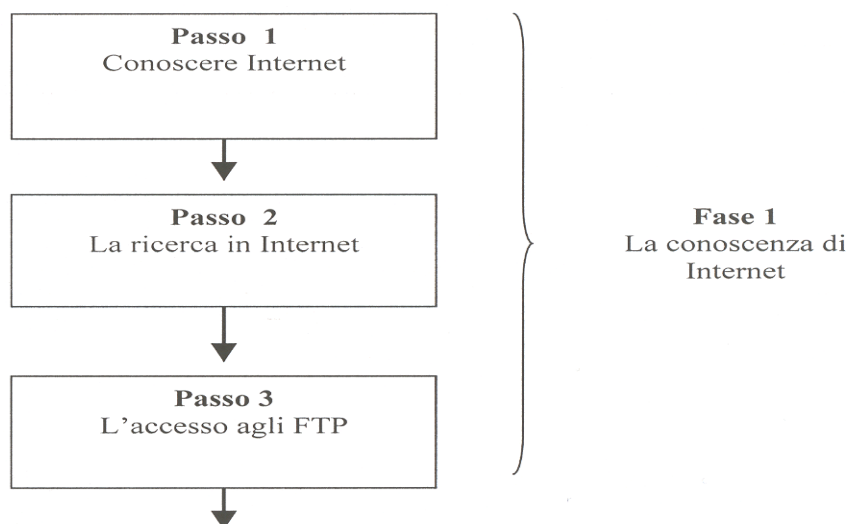 Passo 1
Conoscere Internet
Passo 2
La ricerca in Internet
Passo 3
L'accesso agli FTP
Fase 1
La conoscenza di
Internet